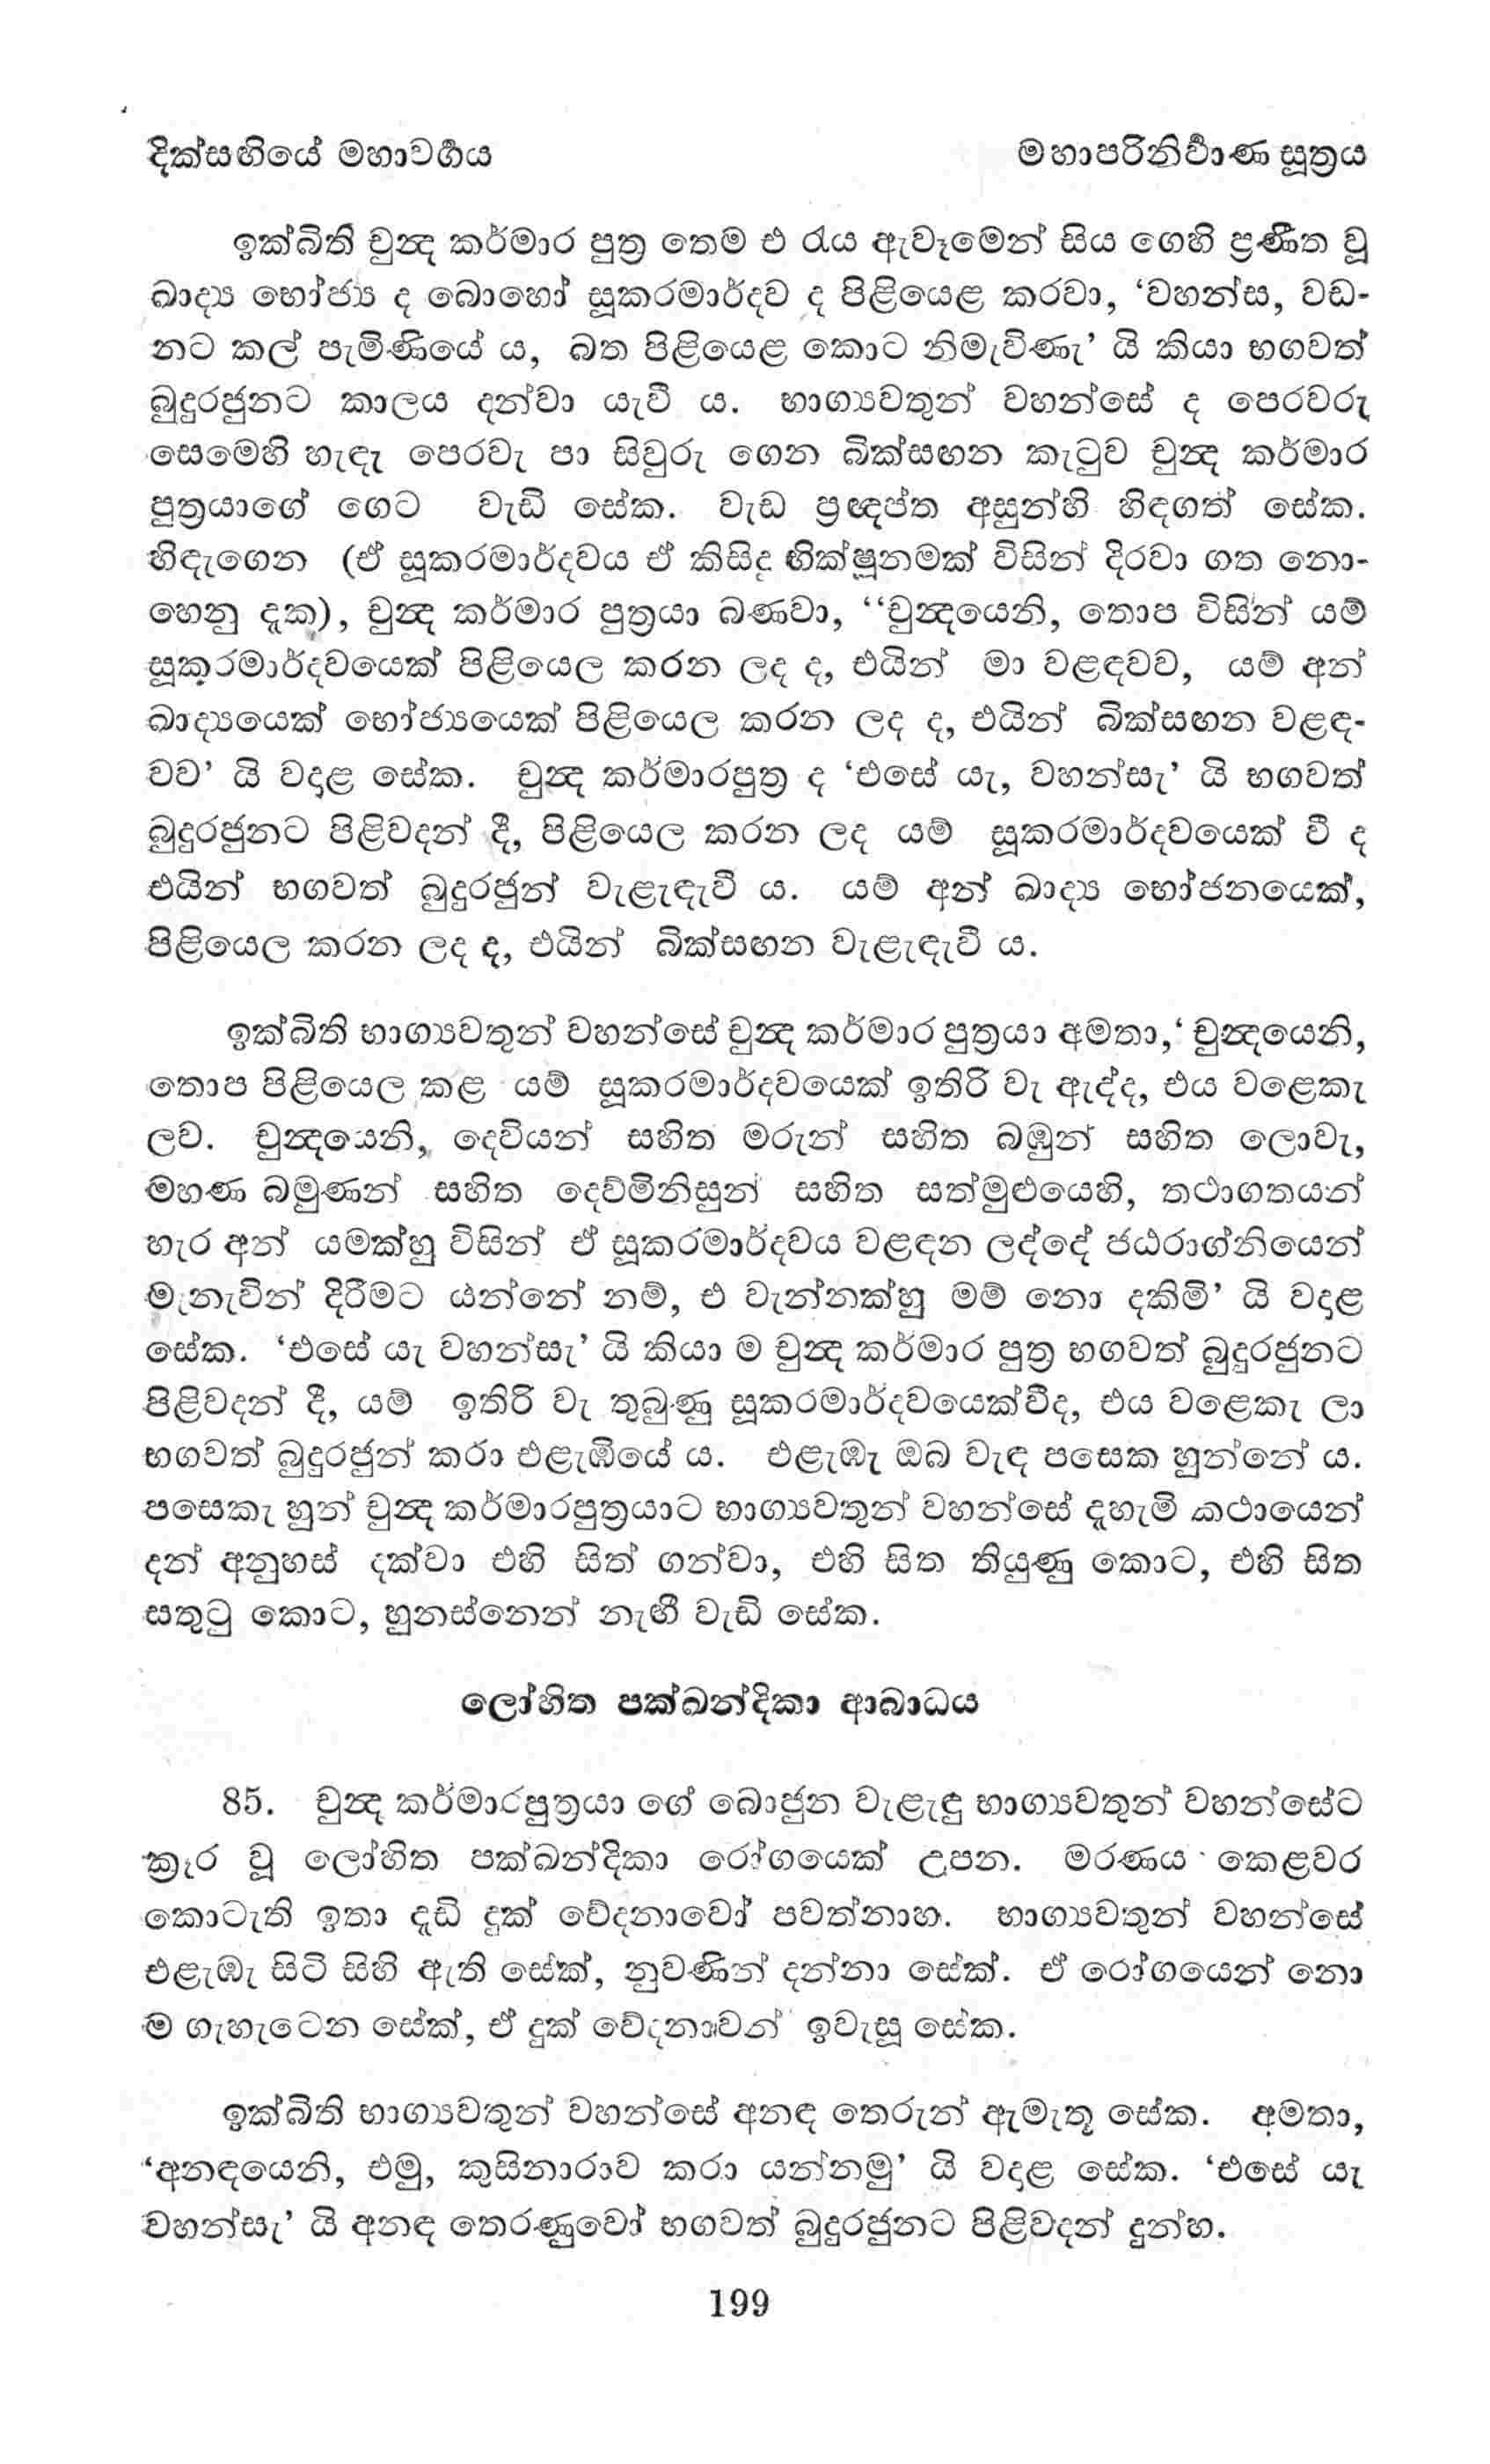 දික්සඟියේ මහාවර්‍ගය
මහාපරිනිර්‍වාණ සූත්‍රය
ඉක්බිති චුන්‍ද කර්මාර පුත්‍ර තෙම එ රැය ඇවෑමෙන් සිය ගෙහි ප්‍රණීත වූ
ඛාද්‍ය භෝජ්‍ය ද බොහෝ සූකරමාර්දව ද පිළියෙළ කරවා, ‘වහන්ස, වඩ-
නට කල් පැමිණියේ ය, බත පිළියෙළ කොට නිමැවිණැ’ යි කියා භගවත්
බුදුරජුනට කාලය දන්වා යැවී ය. භාග්‍යවතුන් වහන්සේ ද පෙරවරු
සෙමෙහි හැඳැ පෙරවැ පා සිවුරු ගෙන බික්සඟන කැටුව චුන්‍ද කර්මාර
පුත්‍රයාගේ ගෙට වැඩි සේක. වැඩ ප්‍රඥප්ත අසුන්හි හිඳගත් සේක.
හිඳැගෙන (ඒ සූකරමාර්දවය ඒ කිසිදු භික්ෂූනමක් විසින් දිරවා ගත නො-
හෙනු දැක), චුන්‍ද කර්මාර පුත්‍රයා බණවා, ‘‘චුන්‍දයෙනි, තොප විසින් යම්
සූකරමාර්දවයෙක් පිළියෙල කරන ලද ද, එයින් මා වළඳවව, යම් අන්
ඛාද්‍යයෙක් භෝජ්‍යයෙක් පිළියෙල කරන ලද ද, එයින් බික්සඟන වළඳ-
වව’ යි වදාළ සේක. චුන්‍ද කර්මාරපුත්‍ර ද ‘එසේ යැ, වහන්සැ’ යි භගවත්
බුදුරජුනට පිළිවදන් දී, පිළියෙල කරන ලද යම් සූකරමාර්දවයෙක් වී ද
එයින් භගවත් බුදුරජුන් වැළැඳැවී ය. යම් අන් ඛාද්‍ය භෝජනයෙක්,
පිළියෙල කරන ලද ද, එයින් බික්සඟන වැළැඳැවී ය.
ඉක්බිති භාග්‍යවතුන් වහන්සේ චුන්‍ද කර්මාර පුත්‍රයා අමතා,‘ චුන්‍දයෙනි,
තොප පිළියෙල කළ යම් සූකරමාර්දවයෙක් ඉතිරි වැ ඇද්ද, එය වළෙකැ
ලව. චුන්‍දයෙනි, දෙවියන් සහිත මරුන් සහිත බඹුන් සහිත ලොවැ,
මහණ බමුණන් සහිත දෙව්මිනිසුන් සහිත සත්මුළුයෙහි, තථාගතයන්
හැර අන් යමක්හු විසින් ඒ සූකරමාර්දවය වළඳන ලද්දේ ජඨරාග්නියෙන්
මැනැවින් දිරීමට යන්නේ නම්, එ වැන්නක්හු මම් නො දකිමි’ යි වදාළ
සේක. ‘එසේ යැ වහන්සැ’ යි කියා ම චුන්‍ද කර්මාර පුත්‍ර භගවත් බුදුරජුනට
පිළිවදන් දී, යම් ඉතිරි වැ තුබුණු සූකරමාර්දවයෙක්වීද, එය වළෙකැ ලා
භගවත් බුදුරජුන් කරා එළැඹියේ ය. එළැඹැ ඔබ වැඳ පසෙක හුන්නේ ය.
පසෙකැ හුන් චුන්‍ද කර්මාරපුත්‍රයාට භාග්‍යවතුන් වහන්සේ දැහැමි කථායෙන්
දන් අනුහස් දක්වා එහි සිත් ගන්වා, එහි සිත තියුණු කොට, එහි සිත
සතුටු කොට, හුනස්නෙන් නැඟී වැඩි සේක.
ලෝහිත පක්ඛන්දිකා ආබාධය
85. චුන්‍ද කර්මාරපුත්‍රයා ගේ බොජුන වැළැඳු භාග්‍යවතුන් වහන්සේට
ක්‍රෑර වූ ලෝහිත පක්ඛන්දිකා රෝගයෙක් උපන. මරණය කෙළවර
කොටැති ඉතා දැඩි දුක් වේදනාවෝ පවත්නාහ. භාග්‍යවතුන් වහන්සේ
එළැඹැ සිටි සිහි ඇති සේක්, නුවණින් දන්නා සේක්. ඒ රෝගයෙන් නො
ම ගැහැටෙන සේක්, ඒ දුක් වේදනාවන් ඉවැසූ සේක.
ඉක්බිති භාග්‍යවතුන් වහන්සේ අනඳ තෙරුන් ඇමැතූ සේක. අමතා,
‘අනඳයෙනි, එමු, කුසිනාරාව කරා යන්නමු’ යි වදාළ සේක. ‘එසේ යැ
වහන්සැ’ යි අනඳ තෙරණුවෝ භගවත් බුදුරජුනට පිළිවදන් දුන්හ.
199